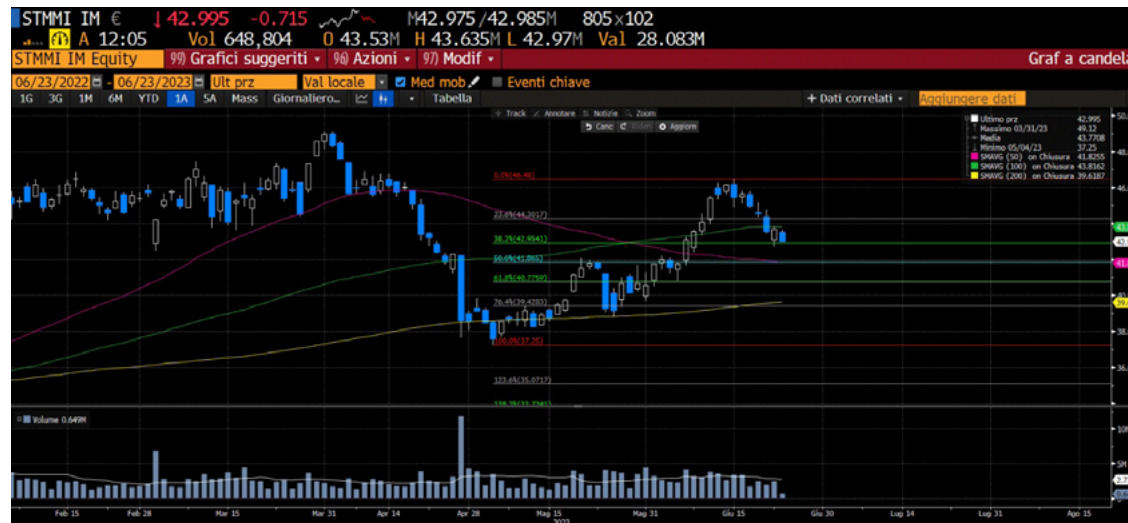 STMMI IM € ↓ 42.995 -0.715 M42.975/42.985M 805×102
A 12:05 Vol 648,804 O 43.53M H 43.635M L 42.97M Val 28.083M
STMMI IM Equity 99) Grafici suggeriti 96) Azioni 97) Modif Graf a candela
06/23/2022 - 06/23/2023 Ult prz Val locale Med mob Eventi chiave
1G 3G 1M 6M YTD 1A 5A Mass Giornaliero… Tabella + Dati correlati Aggiungere dati
Track Annotare Notizie Zoom
Canc Aggiorn
Ultimo prz 42.995
Massimo 03/31/23 49.12
Media 43.7708
Minimo 05/04/23 37.25
SMAVG (50) on Chiusura 41.8255
SMAVG (100) on Chiusura 43.8162
SMAVG (200) on Chiusura 39.6187
0.0%(46.48)
23.6%(44.3017)
38.2%(42.9541)
50.0%(41.865)
61.8%(40.7759)
76.4%(39.4283)
100.0%(37.25)
123.6%(35.0717)
Volume 0.649M
10M
5M
Feb 15 Feb 28 Mar 15 Mar 31 Apr 14 Apr 28 Mag 15 Mag 31 Giu 15 Giu 30 Lug 14 Lug 31 Ago 15
2023